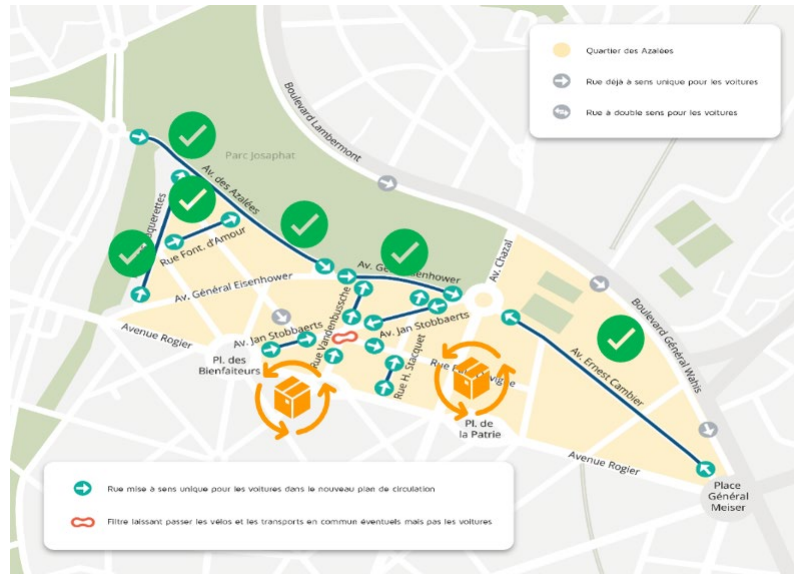 Quartier des Azalées
Rue déjà à sens unique pour les voitures
Rue à double sens pour les voitures
Boulevard Lambermont
Parc Josaphat
Av. des Azalées
Rue Font. d'Amour
Av. Général Eisenhower
Av.
Av. Chazal
Boulevard Général Wahis
Avenue Rogier
Av. Jan Stobbaerts
Rue Vandenbussche
Av. Jan Stobbaerts
Pl. des
Bienfaiteurs
Rue H. Stacquet
Rue
Av. Ernest Cambier
Pl. de
la Patrie
Avenue Rogier
Place
Général
Meiser
Rue mise à sens unique pour les voitures dans le nouveau plan de circulation
Filtre laissant passer les vélos et les transports en commun éventuels mais pas les voitures